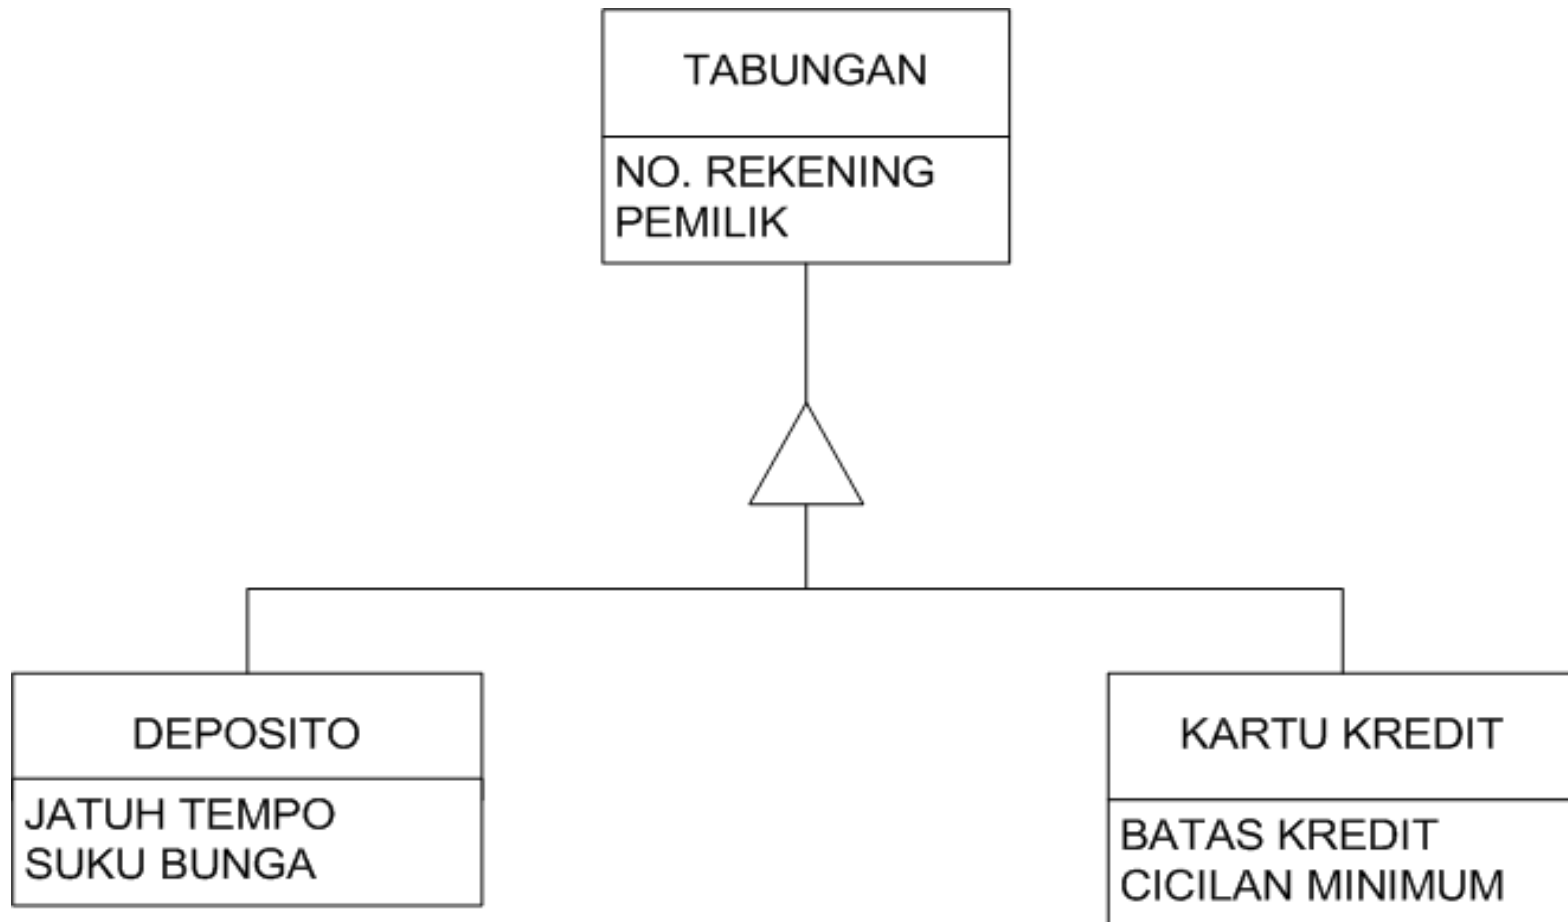 TABUNGAN
NO. REKENING
PEMILIK
DEPOSITO
JATUH TEMPO
SUKU BUNGA
KARTU KREDIT
BATAS KREDIT
CICILAN MINIMUM